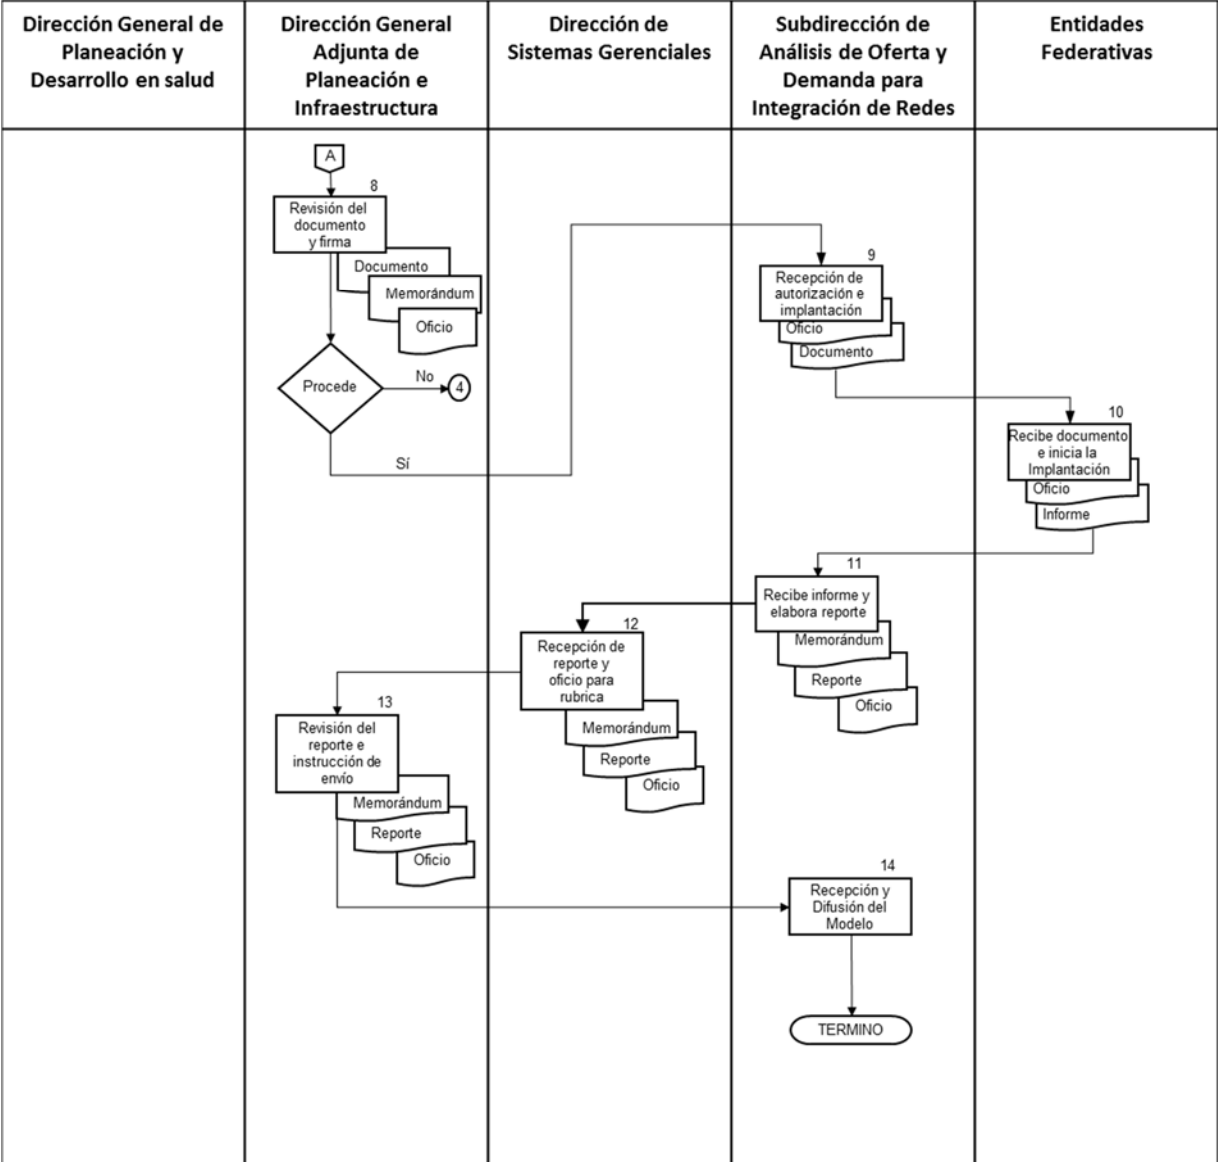 Dirección General de
Planeación y
Desarrollo en salud
Dirección General
Adjunta de
Planeación e
Infraestructura
Dirección de
Sistemas Gerenciales
Subdirección de
Análisis de Oferta y
Demanda para
Integración de Redes
Entidades
Federativas
A
8
Revisión del
documento
y firma
Documento
Memorándum
Oficio
Procede
No
4
Sí
9
Recepción de
autorización e
implantación
Oficio
Documento
10
Recibe documento
e inicia la
Implantación
Oficio
Informe
11
Recibe informe y
elabora reporte
Memorándum
Reporte
Oficio
12
Recepción de
reporte y
oficio para
rubrica
Memorándum
Reporte
Oficio
13
Revisión del
reporte e
instrucción de
envío
Memorándum
Reporte
Oficio
14
Recepción y
Difusión del
Modelo
TERMINO